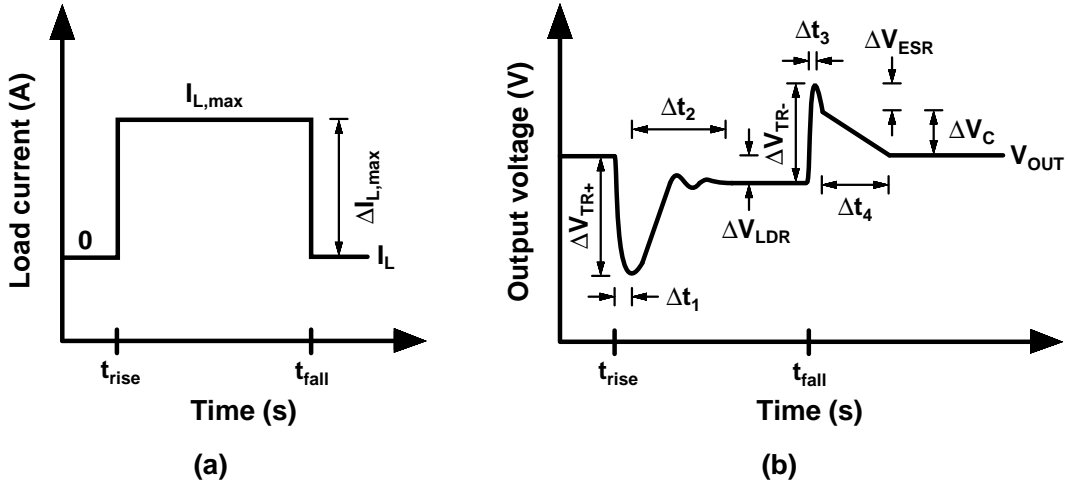 Load current (A)
I_L,max
ΔI_L,max
0
I_L
t_rise
t_fall
Time (s)
(a)
Output voltage (V)
Δt_3
ΔV_ESR
Δt_2
ΔV_TR-
ΔV_C
V_OUT
ΔV_TR+
ΔV_LDR
Δt_4
Δt_1
t_rise
t_fall
Time (s)
(b)